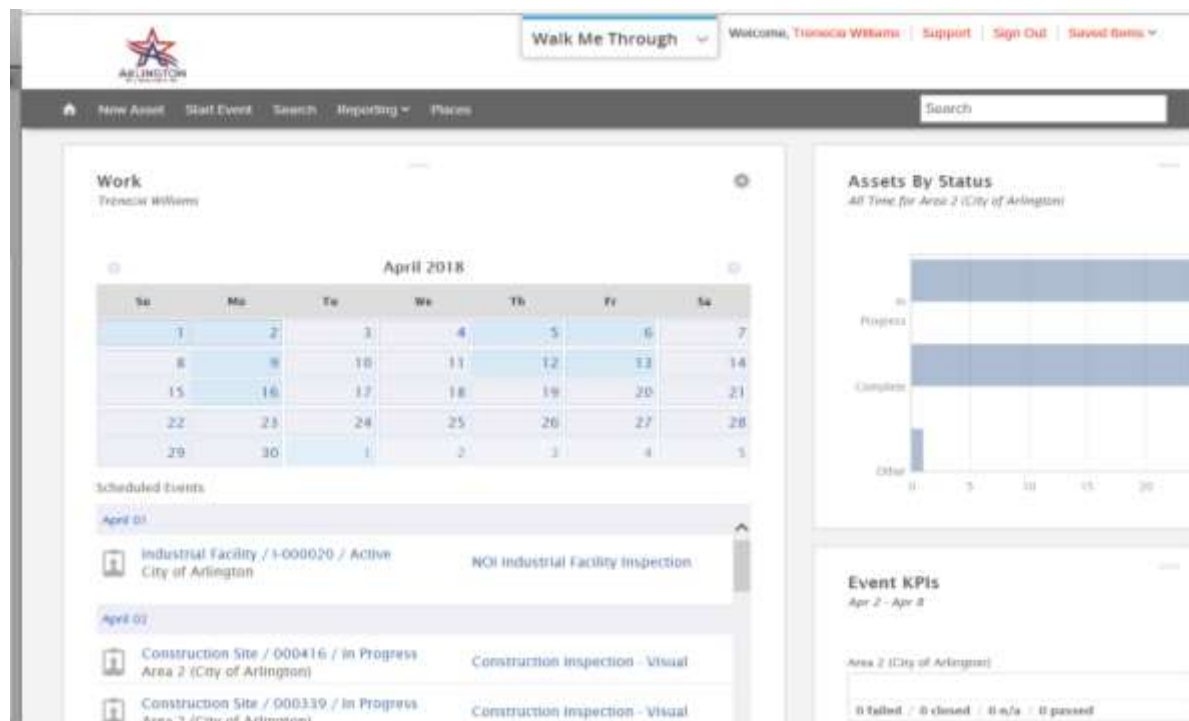 Walk Me Through
Welcome, Trenecia Williams | Support | Sign Out | Saved Items
ARLINGTON
New Asset Start Event Search Reporting Places
Search
Work
Trenecia Williams
April 2018
Su Mo Tu We Th Fr Sa
1 2 3 4 5 6 7
8 9 10 11 12 13 14
15 16 17 18 19 20 21
22 23 24 25 26 27 28
29 30 1 2 3 4 5
Scheduled Events
April 01
Industrial Facility / I-000020 / Active
City of Arlington
NOI Industrial Facility Inspection
April 02
Construction Site / 000416 / In Progress
Area 2 (City of Arlington)
Construction Inspection - Visual
Construction Site / 000339 / In Progress
Area 2 (City of Arlington)
Construction Inspection - Visual
Assets By Status
All Time for Area 2 (City of Arlington)
In
Progress
Complete
Other
0 5 10 15 20
Event KPIs
Apr 2 - Apr 8
Area 2 (City of Arlington)
0 failed / 0 closed / 0 n/a / 0 passed